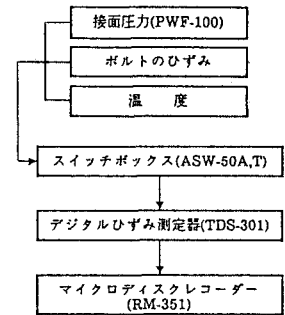 接面圧力(PWF-100)
ボルトのひずみ
温　　度
スイッチボックス(ASW-50A,T)
デジタルひずみ測定器(TDS-301)
マイクロディスクレコーダー
(RM-351)